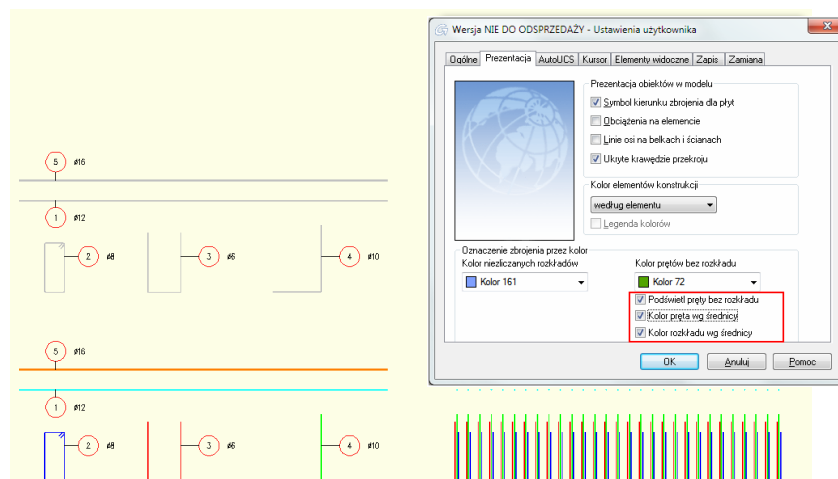 Wersja NIE DO ODSPRZEDAŻY - Ustawienia użytkownika
Ogólne Prezentacja AutoUCS Kursor Elementy widoczne Zapis Zamiana
Prezentacja obiektów w modelu
Symbol kierunku zbrojenia dla płyt
Obciążenia na elemencie
Linie osi na belkach i ścianach
Ukryte krawędzie przekroju
Kolor elementów konstrukcji
według elementu
Legenda kolorów
Oznaczenie zbrojenia przez kolor
Kolor niezliczanych rozkładów
Kolor prętów bez rozkładu
Kolor 161
Kolor 72
Podświetl pręty bez rozkładu
Kolor pręta wg średnicy
Kolor rozkładu wg średnicy
OK Anuluj Pomoc
5 ø16
1 ø12
2 ø8 3 ø6 4 ø10
5 ø16
1 ø12
2 ø8 3 ø6 4 ø10